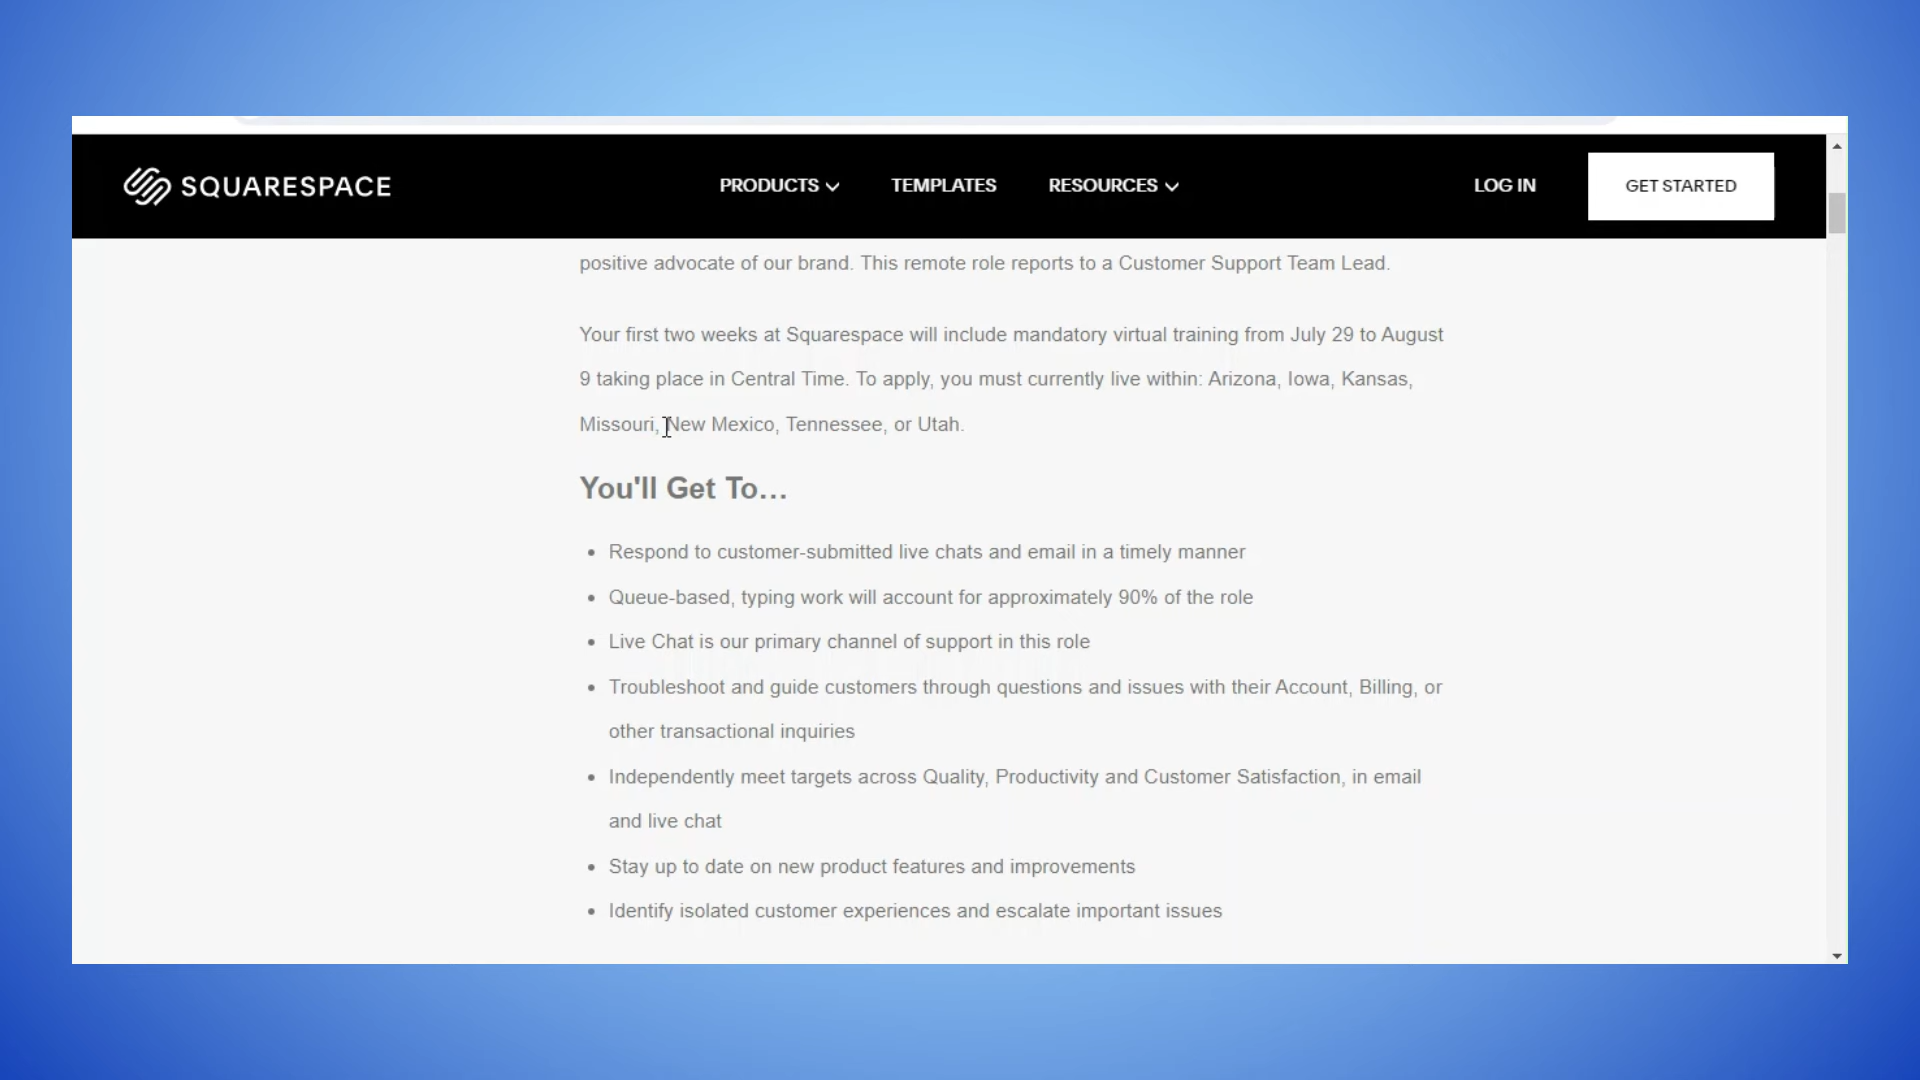 SQUARESPACE
PRODUCTS
TEMPLATES
RESOURCES
LOG IN
GET STARTED
positive advocate of our brand. This remote role reports to a Customer Support Team Lead.
Your first two weeks at Squarespace will include mandatory virtual training from July 29 to August
9 taking place in Central Time. To apply, you must currently live within: Arizona, Iowa, Kansas,
Missouri, New Mexico, Tennessee, or Utah.
You'll Get To...
• Respond to customer-submitted live chats and email in a timely manner
• Queue-based, typing work will account for approximately 90% of the role
• Live Chat is our primary channel of support in this role
• Troubleshoot and guide customers through questions and issues with their Account, Billing, or
other transactional inquiries
• Independently meet targets across Quality, Productivity and Customer Satisfaction, in email
and live chat
• Stay up to date on new product features and improvements
• Identify isolated customer experiences and escalate important issues